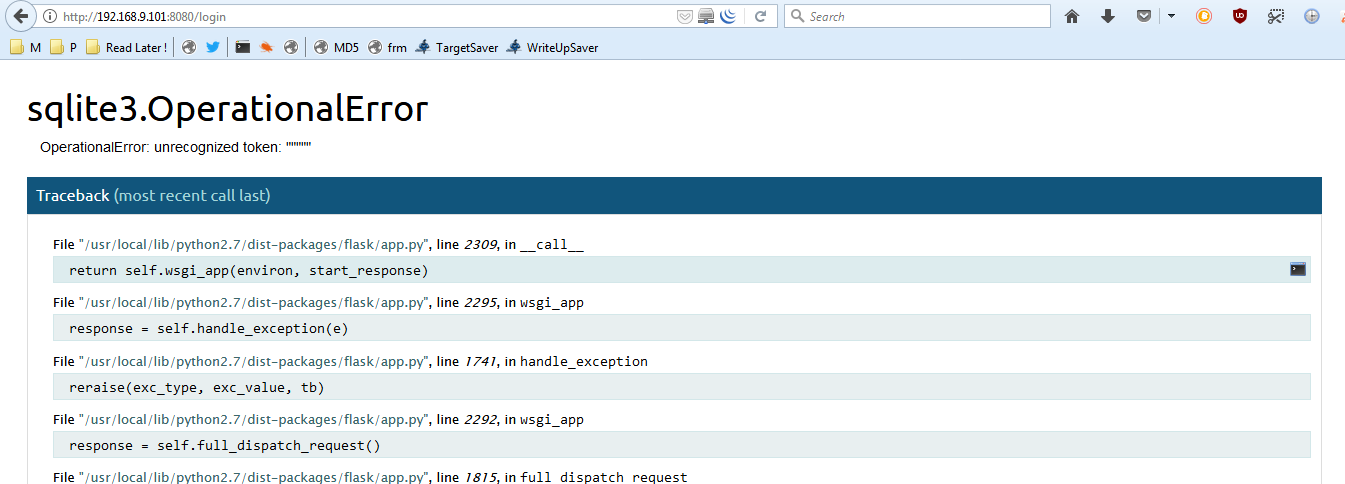 http://192.168.9.101:8080/login
Search
M P Read Later! MD5 frm TargetSaver WriteUpSaver
sqlite3.OperationalError
OperationalError: unrecognized token: """""
Traceback (most recent call last)
File "/usr/local/lib/python2.7/dist-packages/flask/app.py", line 2309, in __call__
return self.wsgi_app(environ, start_response)
File "/usr/local/lib/python2.7/dist-packages/flask/app.py", line 2295, in wsgi_app
response = self.handle_exception(e)
File "/usr/local/lib/python2.7/dist-packages/flask/app.py", line 1741, in handle_exception
reraise(exc_type, exc_value, tb)
File "/usr/local/lib/python2.7/dist-packages/flask/app.py", line 2292, in wsgi_app
response = self.full_dispatch_request()
File "/usr/local/lib/python2.7/dist-packages/flask/app.py", line 1815, in full_dispatch_request